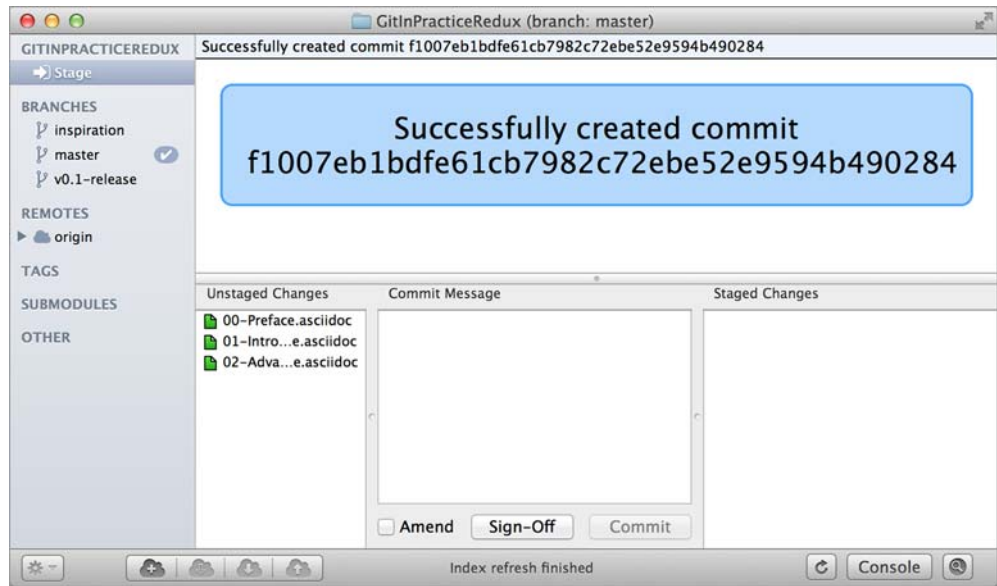 GitInPracticeRedux (branch: master)
GITINPRACTICEREDUX
Stage
BRANCHES
inspiration
master
v0.1-release
REMOTES
origin
TAGS
SUBMODULES
OTHER
Successfully created commit f1007eb1bdfe61cb7982c72ebe52e9594b490284
Successfully created commit
f1007eb1bdfe61cb7982c72ebe52e9594b490284
Unstaged Changes
00-Preface.asciidoc
01-Intro...e.asciidoc
02-Adva...e.asciidoc
Commit Message
Amend
Sign-Off
Commit
Staged Changes
Index refresh finished
Console